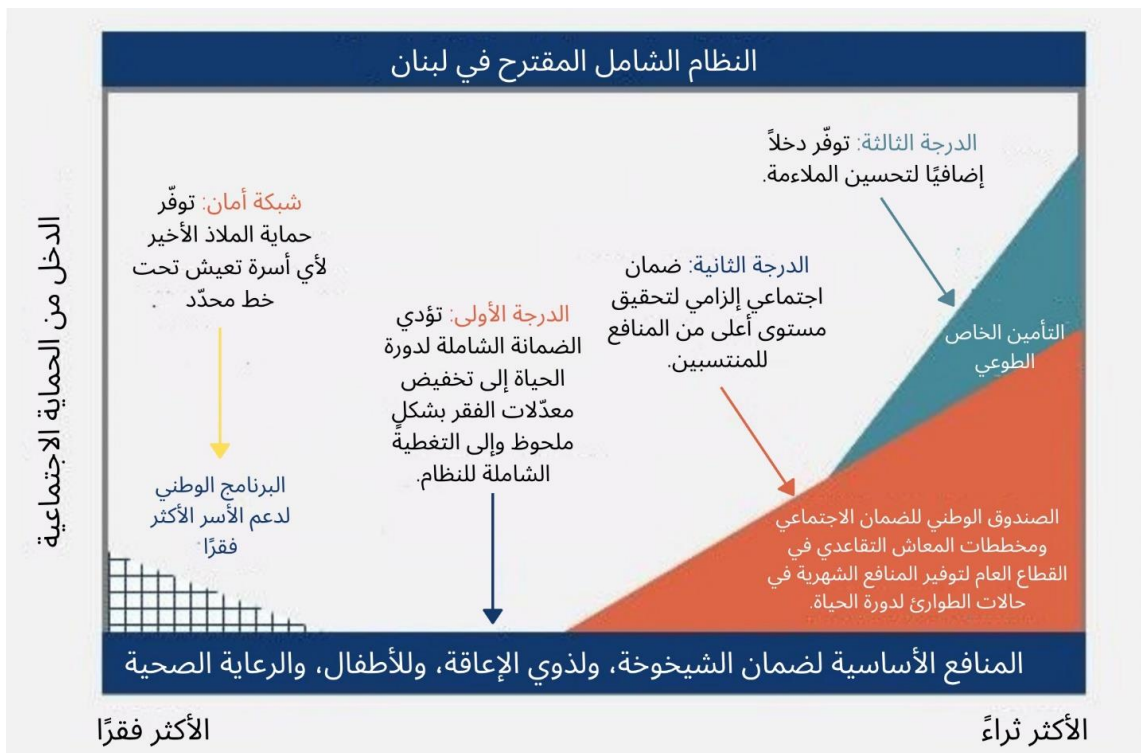 النظام الشامل المقترح في لبنان
الدخل من الحماية الاجتماعية
الدرجة الثالثة: توفّر دخلاً
إضافيًا لتحسين الملاءمة.
شبكة أمان: توفّر
حماية الملاذ الأخير
لأي أسرة تعيش تحت
خط محدّد
الدرجة الثانية: ضمان
اجتماعي إلزامي لتحقيق
مستوى أعلى من المنافع
للمنتسبين.
الدرجة الأولى: تؤدي
الضمانة الشاملة لدورة
الحياة إلى تخفيض
معدّلات الفقر بشكلٍ
ملحوظ وإلى التغطيةً
الشاملة للنظام.
التأمين الخاص
الطوعي
البرنامج الوطني
لدعم الأسر الأكثر
فقرًا
الصندوق الوطني للضمان الاجتماعي
ومخططات المعاش التقاعدي في
القطاع العام لتوفير المنافع الشهرية في
حالات الطوارئ لدورة الحياة.
المنافع الأساسية لضمان الشيخوخة، ولذوي الإعاقة، وللأطفال، والرعاية الصحية
الأكثر ثراءً
الأكثر فقرًا